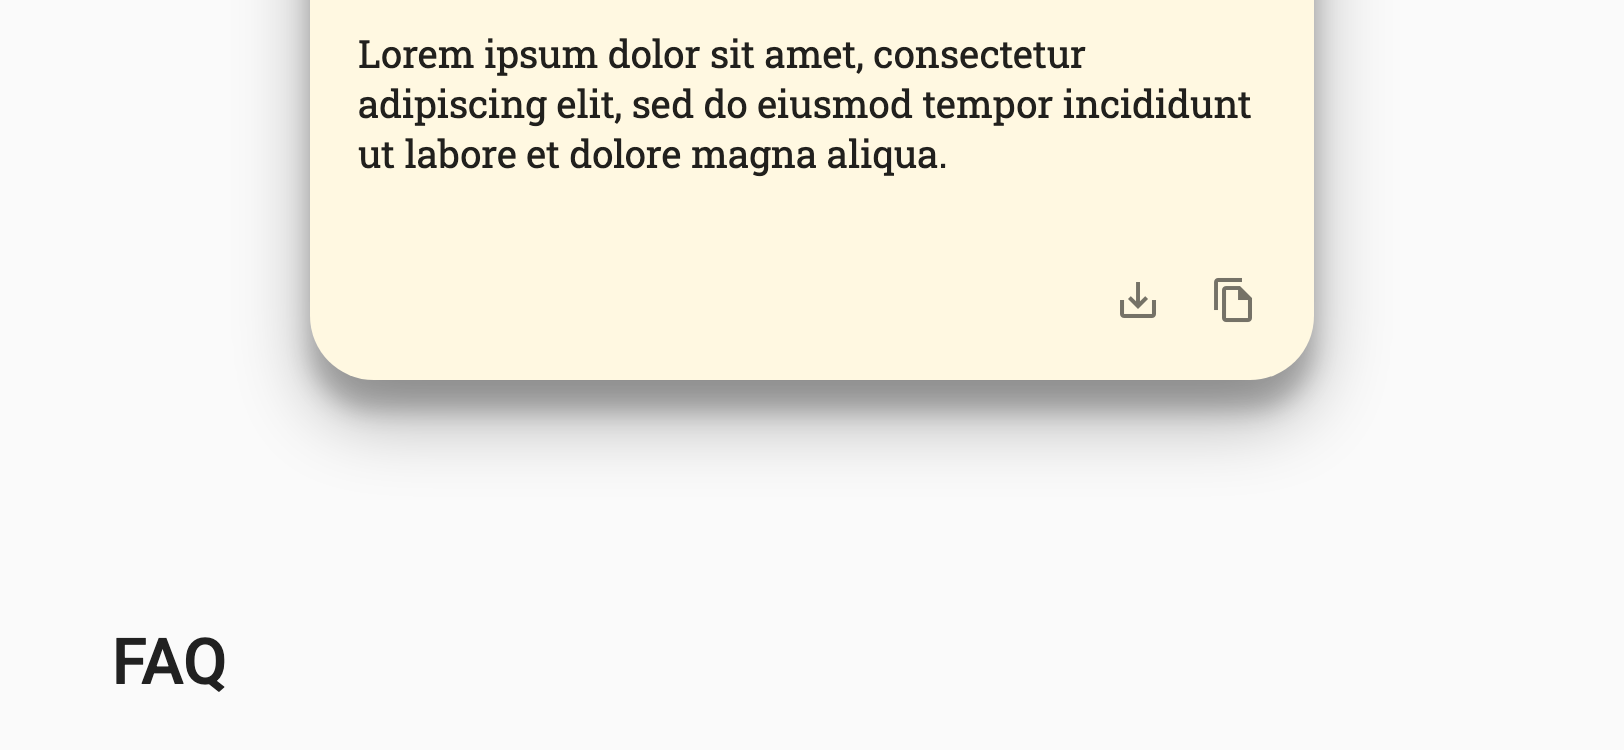 Lorem ipsum dolor sit amet, consectetur
adipiscing elit, sed do eiusmod tempor incididunt
ut labore et dolore magna aliqua.
FAQ